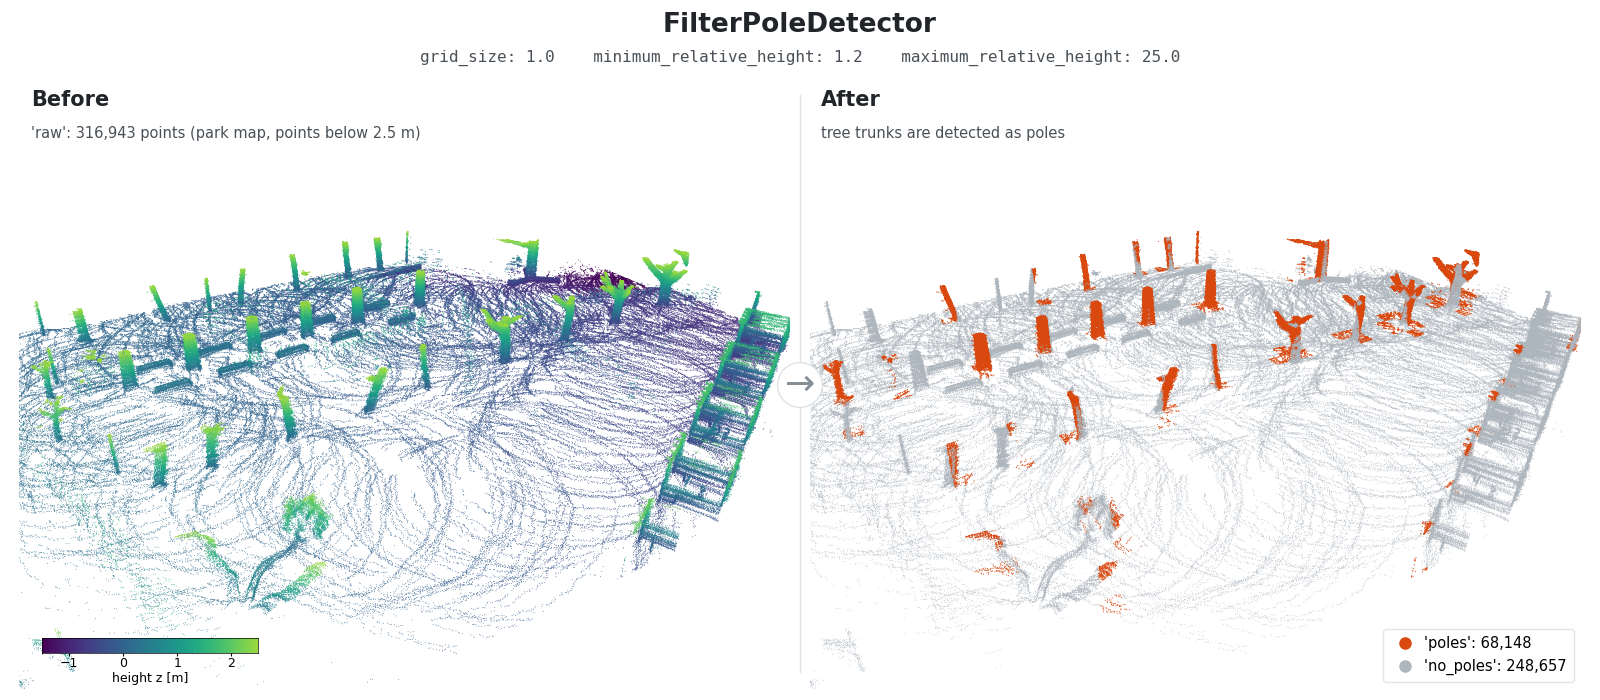 FilterPoleDetector
grid_size: 1.0    minimum_relative_height: 1.2    maximum_relative_height: 25.0
Before
'raw': 316,943 points (park map, points below 2.5 m)
After
tree trunks are detected as poles
→
−1 0 1 2
height z [m]
'poles': 68,148
'no_poles': 248,657